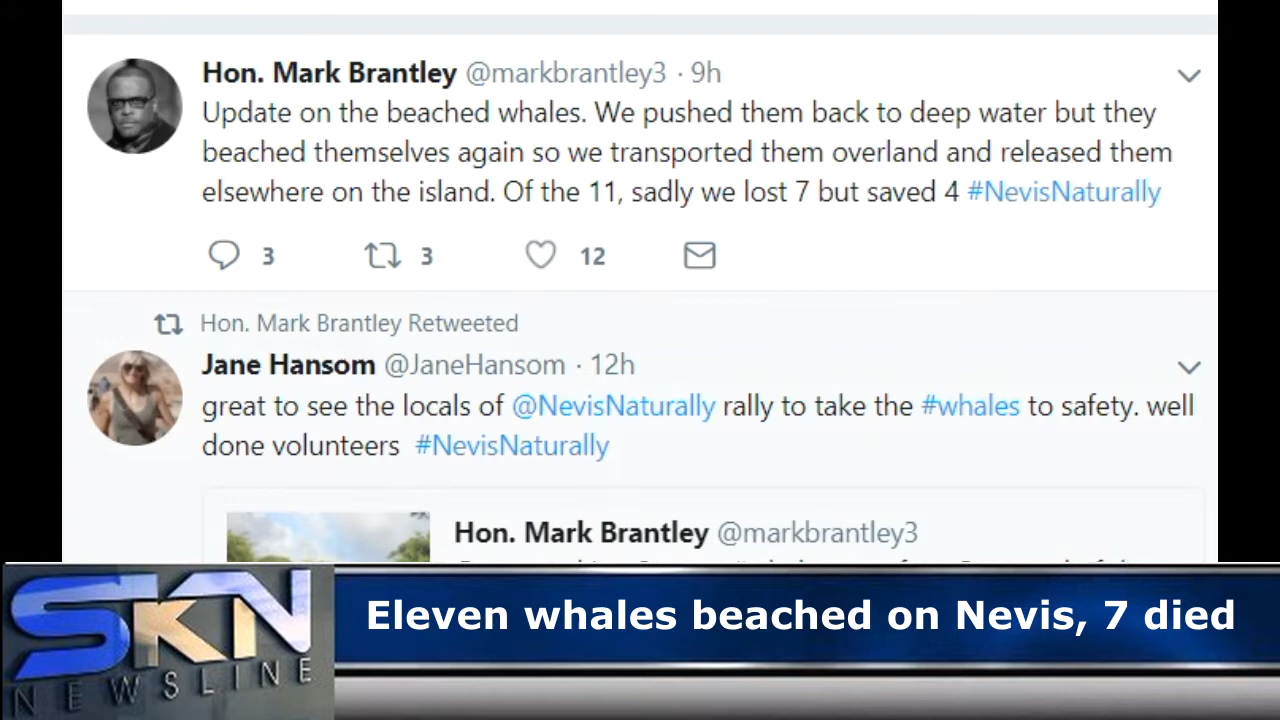 Hon. Mark Brantley @markbrantley3 · 9h
Update on the beached whales. We pushed them back to deep water but they
beached themselves again so we transported them overland and released them
elsewhere on the island. Of the 11, sadly we lost 7 but saved 4 #NevisNaturally
3 3 12
Hon. Mark Brantley Retweeted
Jane Hansom @JaneHansom · 12h
great to see the locals of @NevisNaturally rally to take the #whales to safety. well
done volunteers #NevisNaturally
Hon. Mark Brantley @markbrantley3
SKN
NEWSLINE
Eleven whales beached on Nevis, 7 died